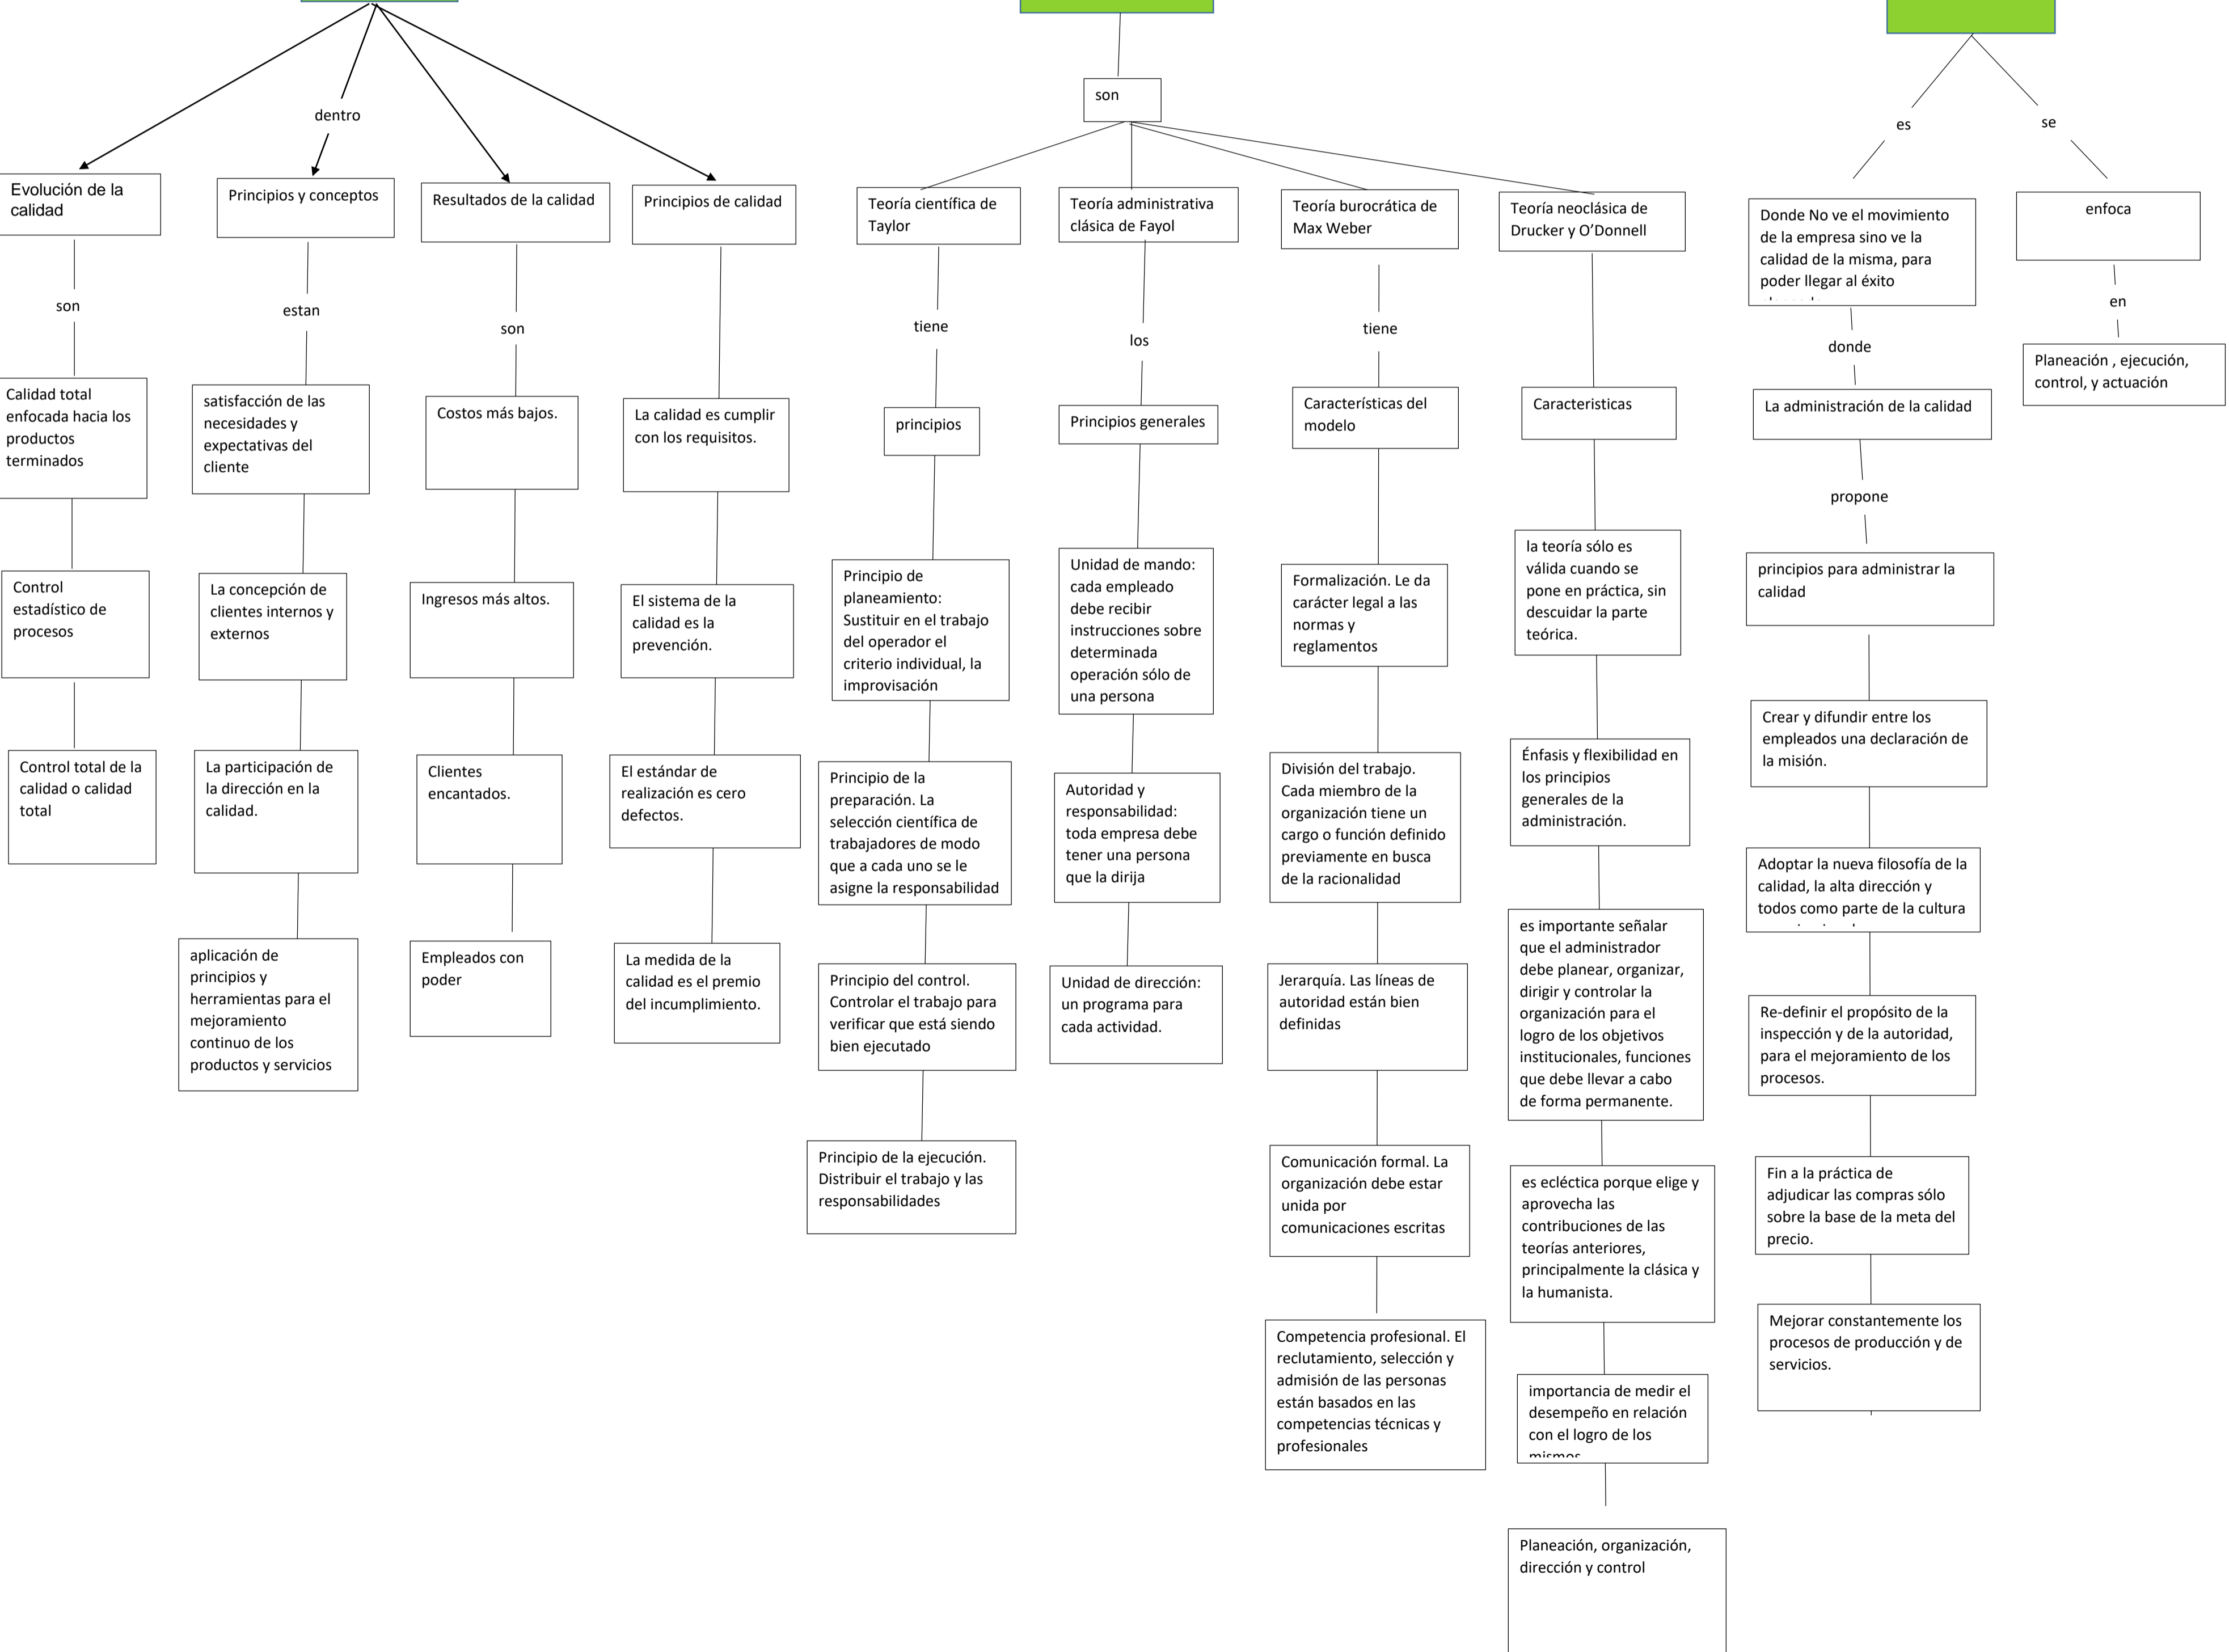 dentro
Evolución de la
calidad
son
Calidad total
enfocada hacia los
productos
terminados
Control
estadístico de
procesos
Control total de la
calidad o calidad
total
Principios y conceptos
estan
satisfacción de las
necesidades y
expectativas del
cliente
La concepción de
clientes internos y
externos
La participación de
la dirección en la
calidad.
aplicación de
principios y
herramientas para el
mejoramiento
continuo de los
productos y servicios
Resultados de la calidad
son
Costos más bajos.
Ingresos más altos.
Clientes
encantados.
Empleados con
poder
Principios de calidad
La calidad es cumplir
con los requisitos.
El sistema de la
calidad es la
prevención.
El estándar de
realización es cero
defectos.
La medida de la
calidad es el premio
del incumplimiento.
son
Teoría científica de
Taylor
tiene
principios
Principio de
planeamiento:
Sustituir en el trabajo
del operador el
criterio individual, la
improvisación
Principio de la
preparación. La
selección científica de
trabajadores de modo
que a cada uno se le
asigne la responsabilidad
Principio del control.
Controlar el trabajo para
verificar que está siendo
bien ejecutado
Principio de la ejecución.
Distribuir el trabajo y las
responsabilidades
Teoría administrativa
clásica de Fayol
los
Principios generales
Unidad de mando:
cada empleado
debe recibir
instrucciones sobre
determinada
operación sólo de
una persona
Autoridad y
responsabilidad:
toda empresa debe
tener una persona
que la dirija
Unidad de dirección:
un programa para
cada actividad.
Teoría burocrática de
Max Weber
tiene
Características del
modelo
Formalización. Le da
carácter legal a las
normas y
reglamentos
División del trabajo.
Cada miembro de la
organización tiene un
cargo o función definido
previamente en busca
de la racionalidad
Jerarquía. Las líneas de
autoridad están bien
definidas
Comunicación formal. La
organización debe estar
unida por
comunicaciones escritas
Competencia profesional. El
reclutamiento, selección y
admisión de las personas
están basados en las
competencias técnicas y
profesionales
Teoría neoclásica de
Drucker y O’Donnell
Caracteristicas
la teoría sólo es
válida cuando se
pone en práctica, sin
descuidar la parte
teórica.
Énfasis y flexibilidad en
los principios
generales de la
administración.
es importante señalar
que el administrador
debe planear, organizar,
dirigir y controlar la
organización para el
logro de los objetivos
institucionales, funciones
que debe llevar a cabo
de forma permanente.
es ecléctica porque elige y
aprovecha las
contribuciones de las
teorías anteriores,
principalmente la clásica y
la humanista.
importancia de medir el
desempeño en relación
con el logro de los
mismos
Planeación, organización,
dirección y control
es
Donde No ve el movimiento
de la empresa sino ve la
calidad de la misma, para
poder llegar al éxito
donde
La administración de la calidad
propone
principios para administrar la
calidad
Crear y difundir entre los
empleados una declaración de
la misión.
Adoptar la nueva filosofía de la
calidad, la alta dirección y
todos como parte de la cultura
Re-definir el propósito de la
inspección y de la autoridad,
para el mejoramiento de los
procesos.
Fin a la práctica de
adjudicar las compras sólo
sobre la base de la meta del
precio.
Mejorar constantemente los
procesos de producción y de
servicios.
se
enfoca
en
Planeación , ejecución,
control, y actuación